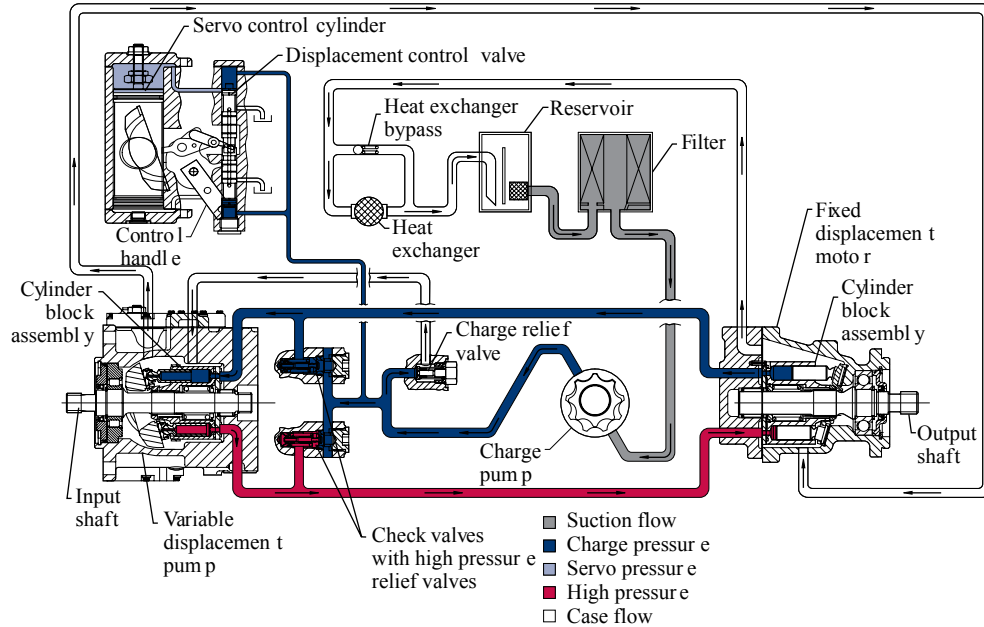 Servo control cylinder
Displacement control valve
Heat exchanger
bypass
Reservoir
Filter
Control
handle
Heat
exchanger
Fixed
displacement
motor
Cylinder
block
assembly
Charge relief
valve
Cylinder
block
assembly
Input
shaft
Variable
displacement
pump
Check valves
with high pressure
relief valves
Charge
pump
Output
shaft
Suction flow
Charge pressure
Servo pressure
High pressure
Case flow